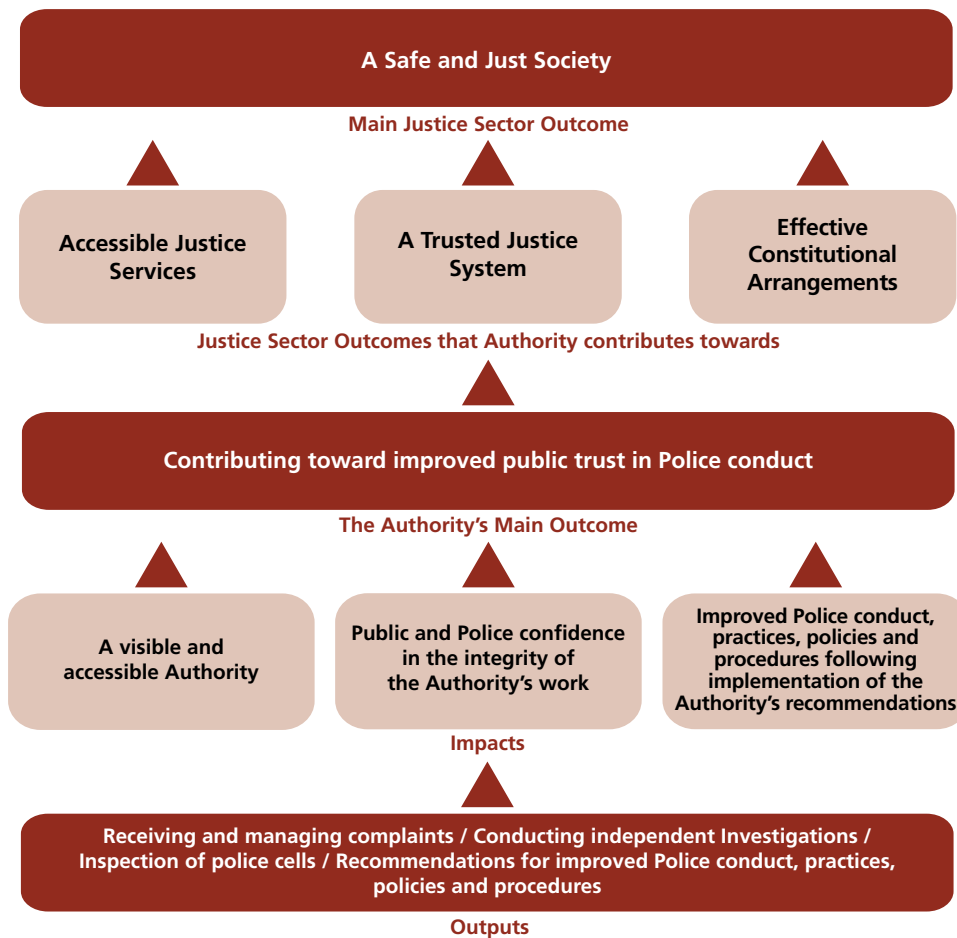 A Safe and Just Society
Main Justice Sector Outcome
Accessible Justice
Services
A Trusted Justice
System
Effective
Constitutional
Arrangements
Justice Sector Outcomes that Authority contributes towards
Contributing toward improved public trust in Police conduct
The Authority's Main Outcome
A visible and
accessible Authority
Public and Police confidence
in the integrity of
the Authority's work
Improved Police conduct,
practices, policies and
procedures following
implementation of the
Authority's recommendations
Impacts
Receiving and managing complaints / Conducting independent Investigations /
Inspection of police cells / Recommendations for improved Police conduct, practices,
policies and procedures
Outputs